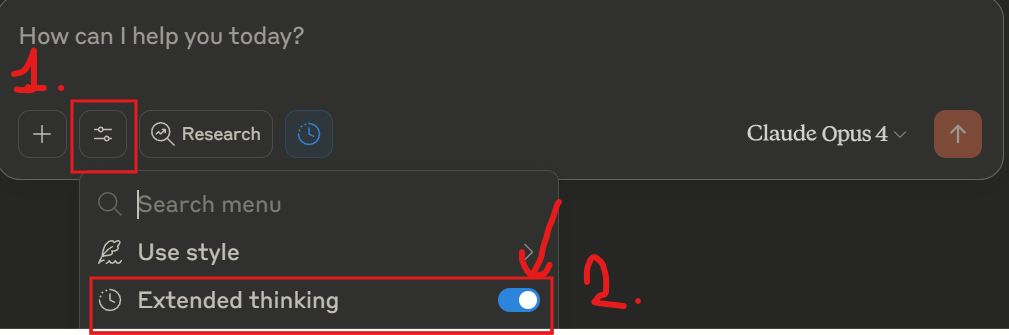 How can I help you today?
1.
Research
Claude Opus 4
Search menu
Use style
Extended thinking
2.